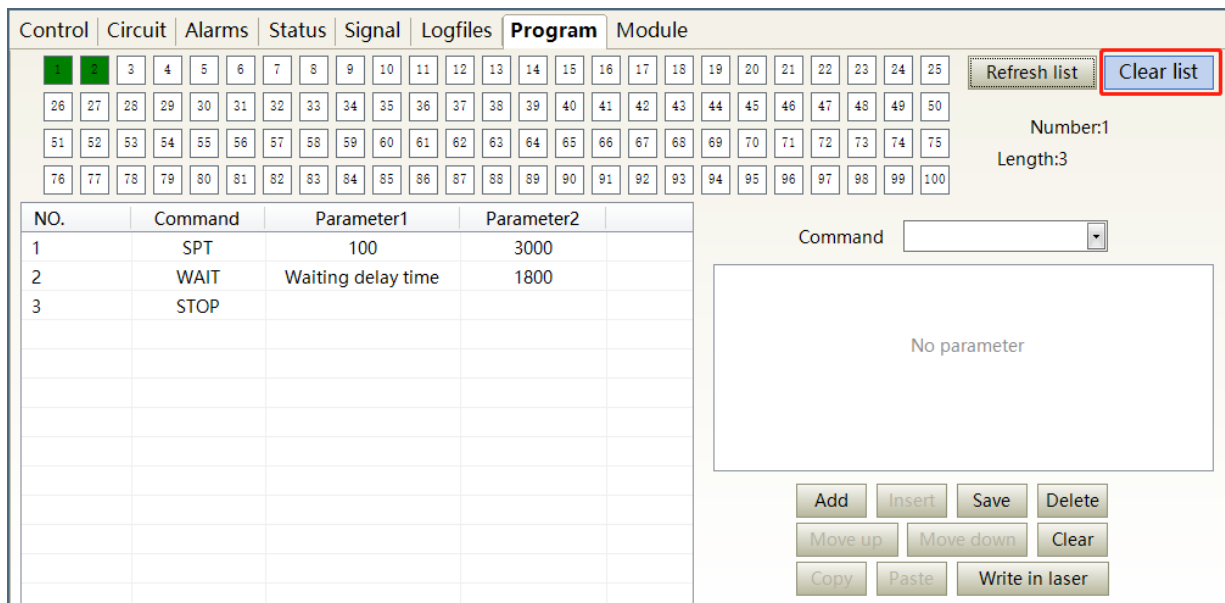 Control Circuit Alarms Status Signal Logfiles Program Module
1 2 3 4 5 6 7 8 9 10 11 12 13 14 15 16 17 18 19 20 21 22 23 24 25 Refresh list Clear list
26 27 28 29 30 31 32 33 34 35 36 37 38 39 40 41 42 43 44 45 46 47 48 49 50
Number:1
51 52 53 54 55 56 57 58 59 60 61 62 63 64 65 66 67 68 69 70 71 72 73 74 75
Length:3
76 77 78 79 80 81 82 83 84 85 86 87 88 89 90 91 92 93 94 95 96 97 98 99 100
NO. Command Parameter1 Parameter2
1 SPT 100 3000
2 WAIT Waiting delay time 1800
3 STOP
Command
No parameter
Add Insert Save Delete
Move up Move down Clear
Copy Paste Write in laser